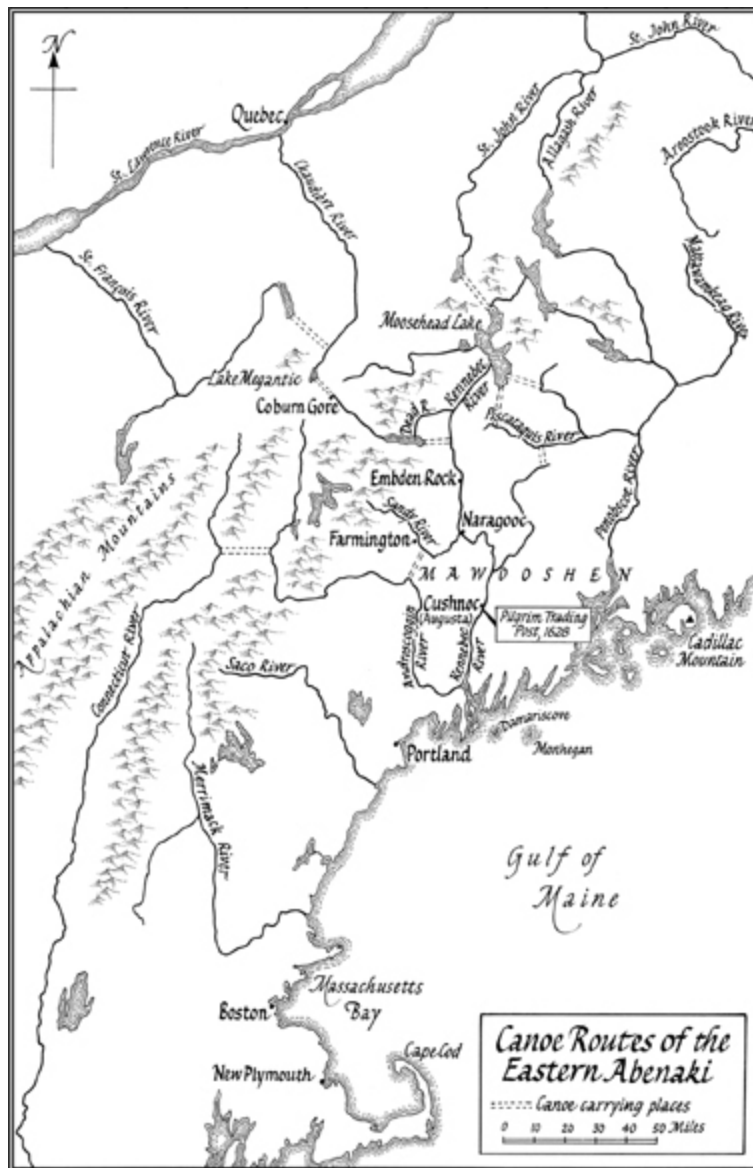 N
St. John River
Quebec
St. Lawrence River
St. John River
Allagash River
Aroostook River
Chaudière River
St. François River
Mattawamkeag River
Moosehead Lake
Lake Megantic
Coburn Gore
Kennebec
River
Dead R.
Piscataquis River
Embden Rock
Penobscot River
Sandy River
Naragooc
Farmington
MAWOOSHEN
Appalachian Mountains
Cushnoc
(Augusta)
Pilgrim Trading
Post, 1628
Androscoggin
River
Kennebec
River
Cadillac
Mountain
Connecticut River
Saco River
Damariscove
Monhegan
Portland
Merrimack River
Gulf of
Maine
Massachusetts
Bay
Boston
Cape Cod
New Plymouth
Canoe Routes of the
Eastern Abenaki
Canoe carrying places
0 10 20 30 40 50 Miles